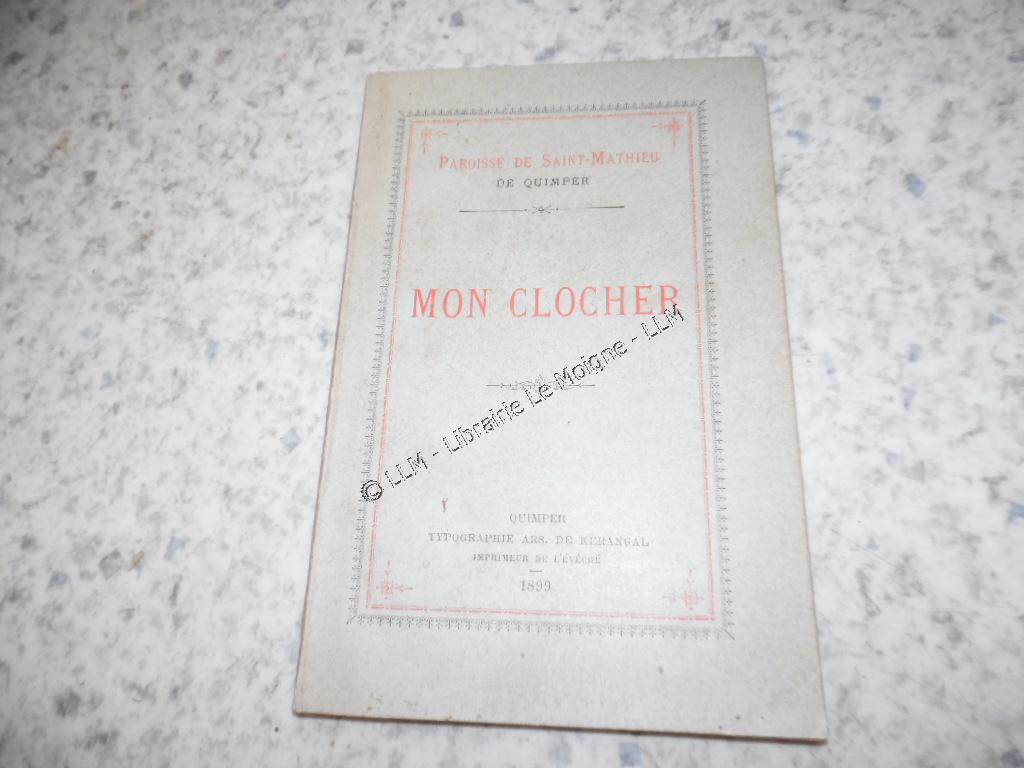 PAROISSE DE SAINT-MATHIEU
DE QUIMPER
MON CLOCHER
© LLM - Librairie Le Moigne - LLM
QUIMPER
TYPOGRAPHIE ARS. DE KERANGAL
IMPRIMEUR DE L'ÉVÊCHÉ
1899